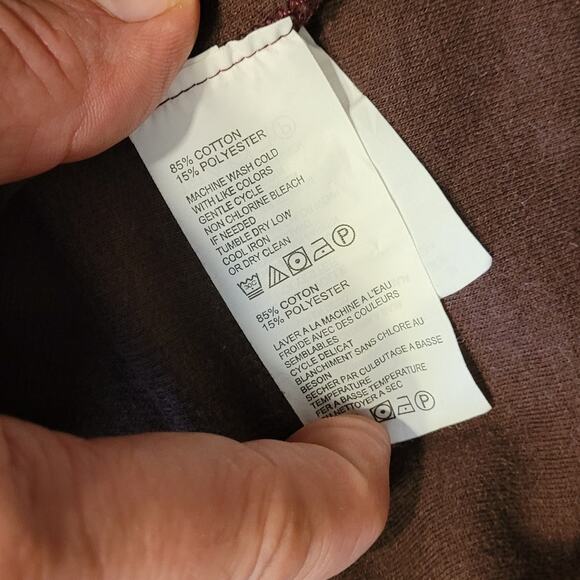 85% COTTON
15% POLYESTER
MACHINE WASH COLD
WITH LIKE COLORS
GENTLE CYCLE
NON CHLORINE BLEACH
IF NEEDED
TUMBLE DRY LOW
COOL IRON
OR DRY CLEAN
30C
P
85% COTON
15% POLYESTER
LAVER A LA MACHINE A L'EAU
FROIDE AVEC DES COULEURS
SEMBLABLES
CYCLE DELICAT
BLANCHIMENT SANS CHLORE AU
BESOIN
SECHER PAR CULBUTAGE A BASSE
TEMPERATURE
FER A BASSE TEMPERATURE
NETTOYER A SEC
P